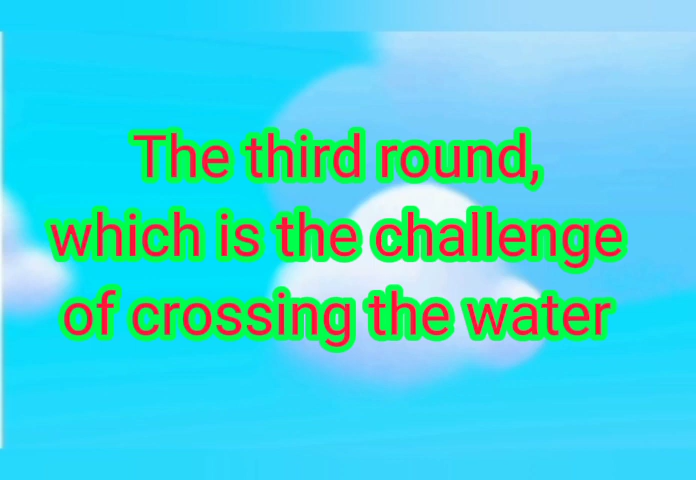 The third round,
which is the challenge
of crossing the water